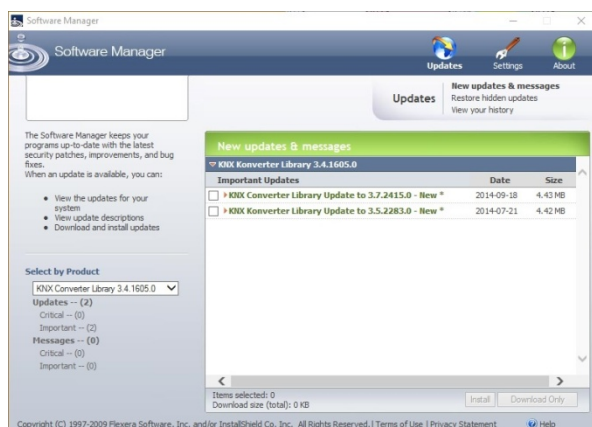 Software Manager
Software Manager
Updates
Settings
About
Updates
New updates & messages
Restore hidden updates
View your history
The Software Manager keeps your
programs up-to-date with the latest
security patches, improvements, and bug
fixes.
When an update is available, you can:
View the updates for your
system
View update descriptions
Download and install updates
Select by Product
KNX Converter Library 3.4.1605.0
Updates -- (2)
Critical -- (0)
Important -- (2)
Messages -- (0)
Critical -- (0)
Important -- (0)
New updates & messages
KNX Konverter Library 3.4.1605.0
Important Updates Date Size
KNX Converter Library Update to 3.7.2415.0 - New * 2014-09-18 4.43 MB
KNX Konverter Library Update to 3.5.2283.0 - New * 2014-07-21 4.42 MB
Items selected: 0
Download size (total): 0 KB
Install
Download Only
Copyright (C) 1997-2009 Flexera Software, Inc. and/or InstallShield Co. Inc. All Rights Reserved. | Terms of Use | Privacy Statement
Help